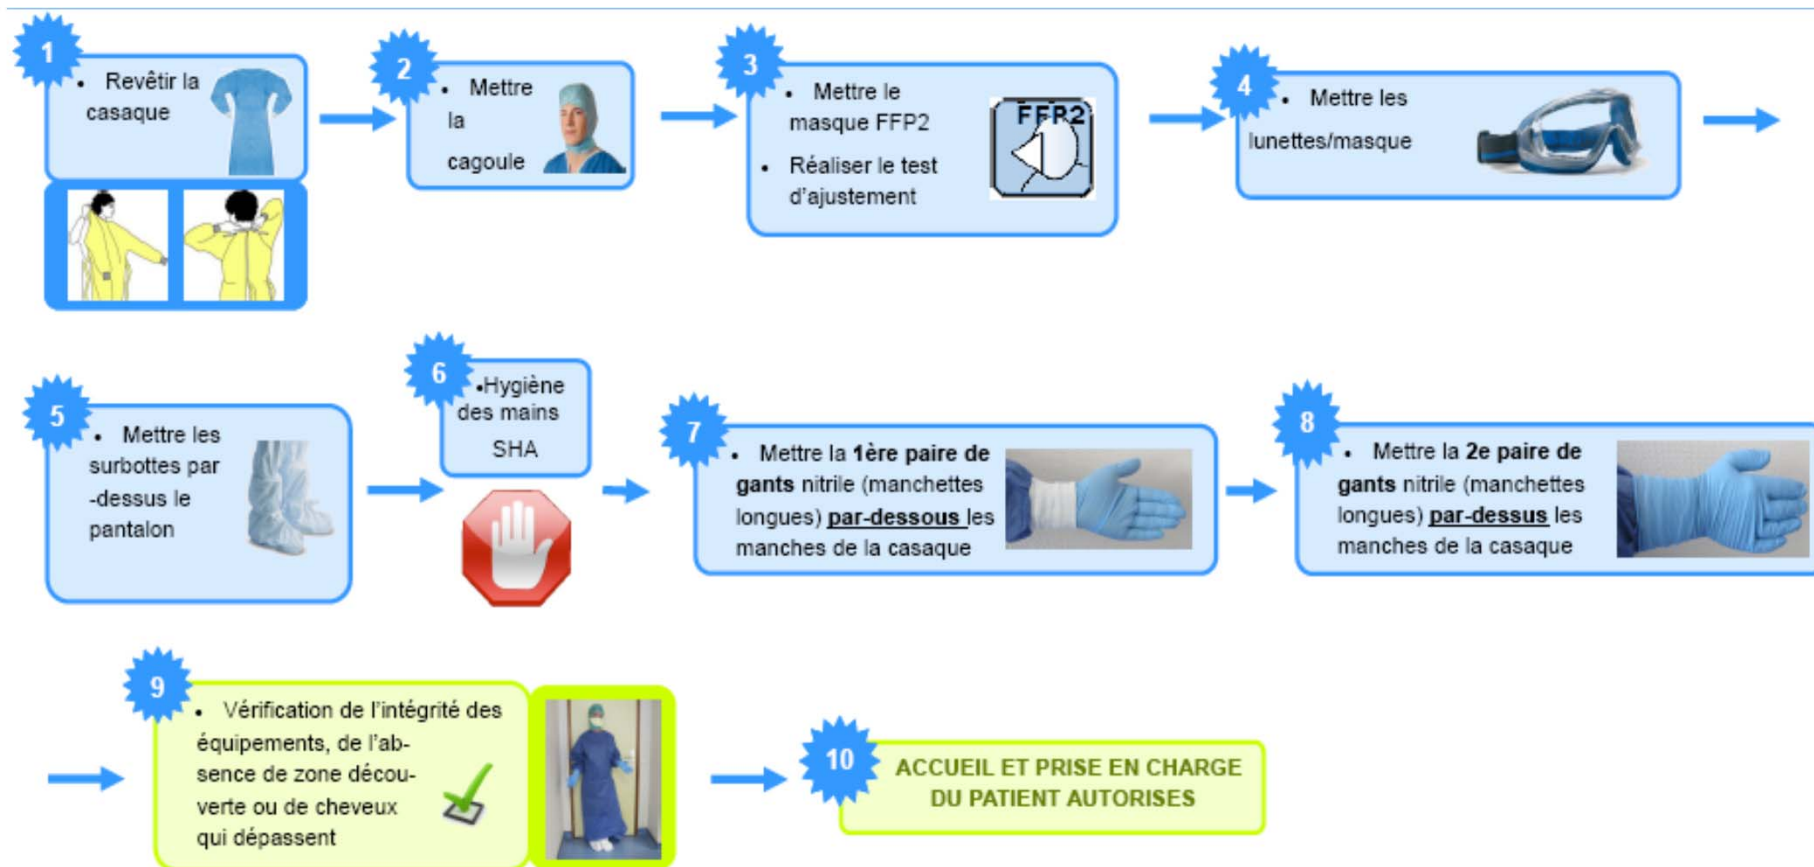 1
• Revêtir la
casaque
2
• Mettre
la
cagoule
3
• Mettre le
masque FFP2
• Réaliser le test
d'ajustement
FFP2
4
• Mettre les
lunettes/masque
5
• Mettre les
surbottes par
-dessus le
pantalon
6
•Hygiène
des mains
SHA
7
• Mettre la 1ère paire de
gants nitrile (manchettes
longues) par-dessous les
manches de la casaque
8
• Mettre la 2e paire de
gants nitrile (manchettes
longues) par-dessus les
manches de la casaque
9
• Vérification de l'intégrité des
équipements, de l'ab-
sence de zone décou-
verte ou de cheveux
qui dépassent
10
ACCUEIL ET PRISE EN CHARGE
DU PATIENT AUTORISES